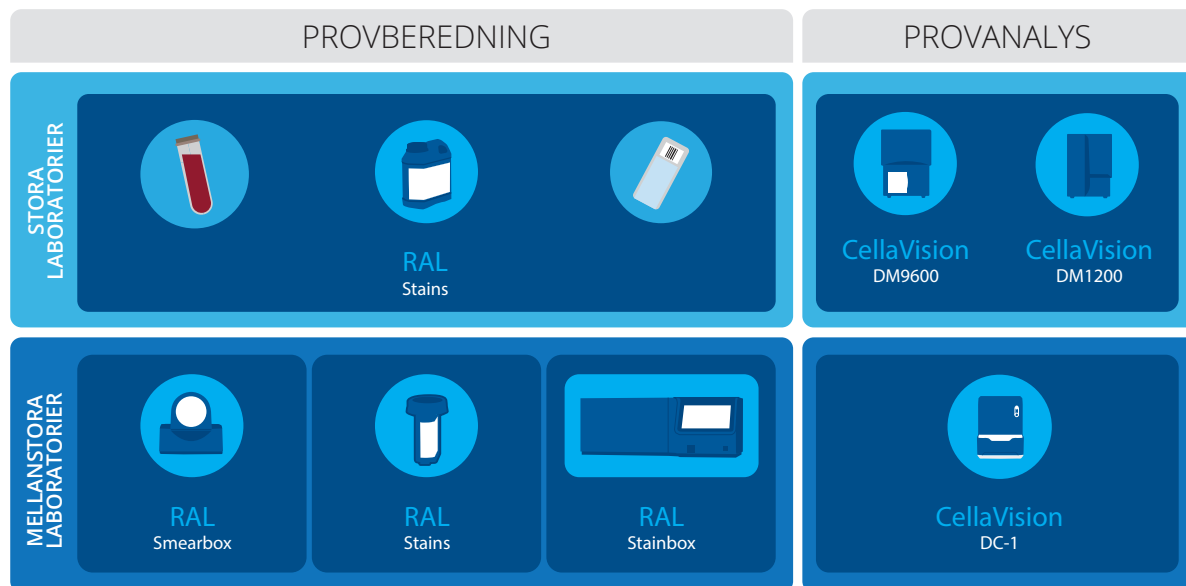 PROVBEREDNING
PROVANALYS
STORA
LABORATORIER
RAL
Stains
CellaVision
DM9600
CellaVision
DM1200
MELLANSTORA
LABORATORIER
RAL
Smearbox
RAL
Stains
RAL
Stainbox
CellaVision
DC-1